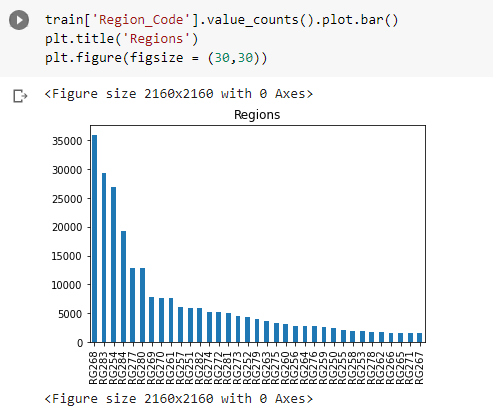 train['Region_Code'].value_counts().plot.bar()
plt.title('Regions')
plt.figure(figsize = (30,30))
<Figure size 2160x2160 with 0 Axes>
Regions
35000
30000
25000
20000
15000
10000
5000
0
RG268
RG283
RG254
RG284
RG277
RG280
RG269
RG270
RG261
RG257
RG251
RG282
RG274
RG272
RG281
RG273
RG252
RG279
RG263
RG275
RG260
RG256
RG264
RG276
RG259
RG250
RG255
RG258
RG253
RG278
RG262
RG266
RG265
RG271
RG267
<Figure size 2160x2160 with 0 Axes>